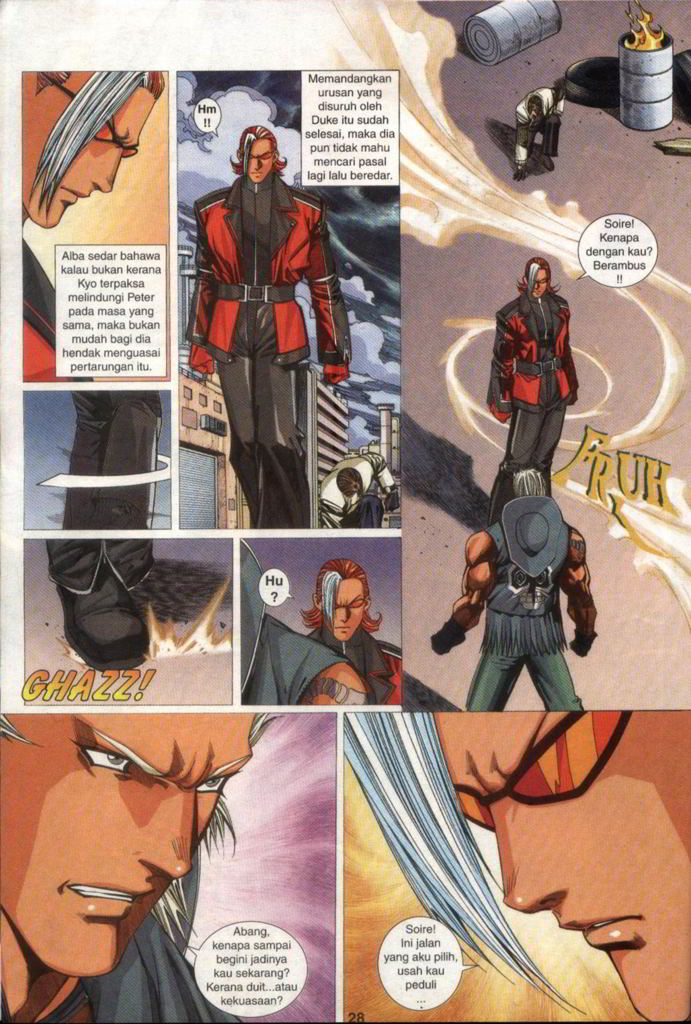 Alba sedar bahawa
kalau bukan kerana
Kyo terpaksa
melindungi Peter
pada masa yang
sama, maka bukan
mudah bagi dia
hendak menguasai
pertarungan itu.
Hm
!!
Memandangkan
urusan yang
disuruh oleh
Duke itu sudah
selesai, maka dia
pun tidak mahu
mencari pasal
lagi lalu beredar.
Soire!
Kenapa
dengan kau?
Berambus
!!
PRUH
GHAZZ!
Hu
?
Abang,
kenapa sampai
begini jadinya
kau sekarang?
Kerana duit...atau
kekuasaan?
Soire!
Ini jalan
yang aku pilih,
usah kau
peduli
...
28